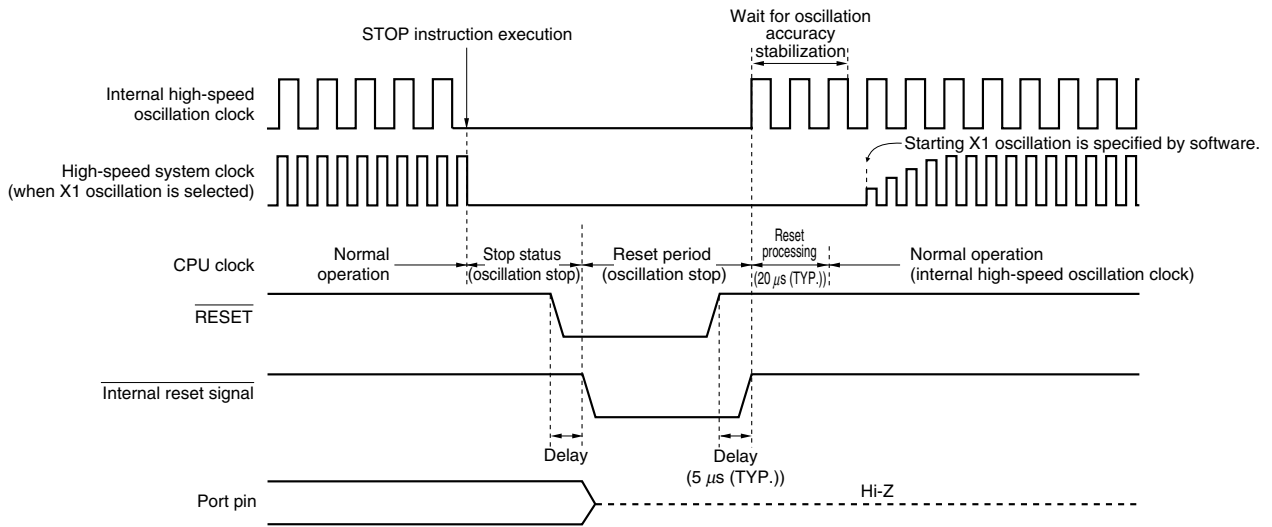 Wait for oscillation
accuracy
stabilization
STOP instruction execution
Internal high-speed
oscillation clock
Starting X1 oscillation is specified by software.
High-speed system clock
(when X1 oscillation is selected)
CPU clock
Normal
operation
Stop status
(oscillation stop)
Reset period
(oscillation stop)
Reset
processing
(20 μs (TYP.))
Normal operation
(internal high-speed oscillation clock)
RESET
Internal reset signal
Delay
Delay
(5 μs (TYP.))
Port pin
Hi-Z